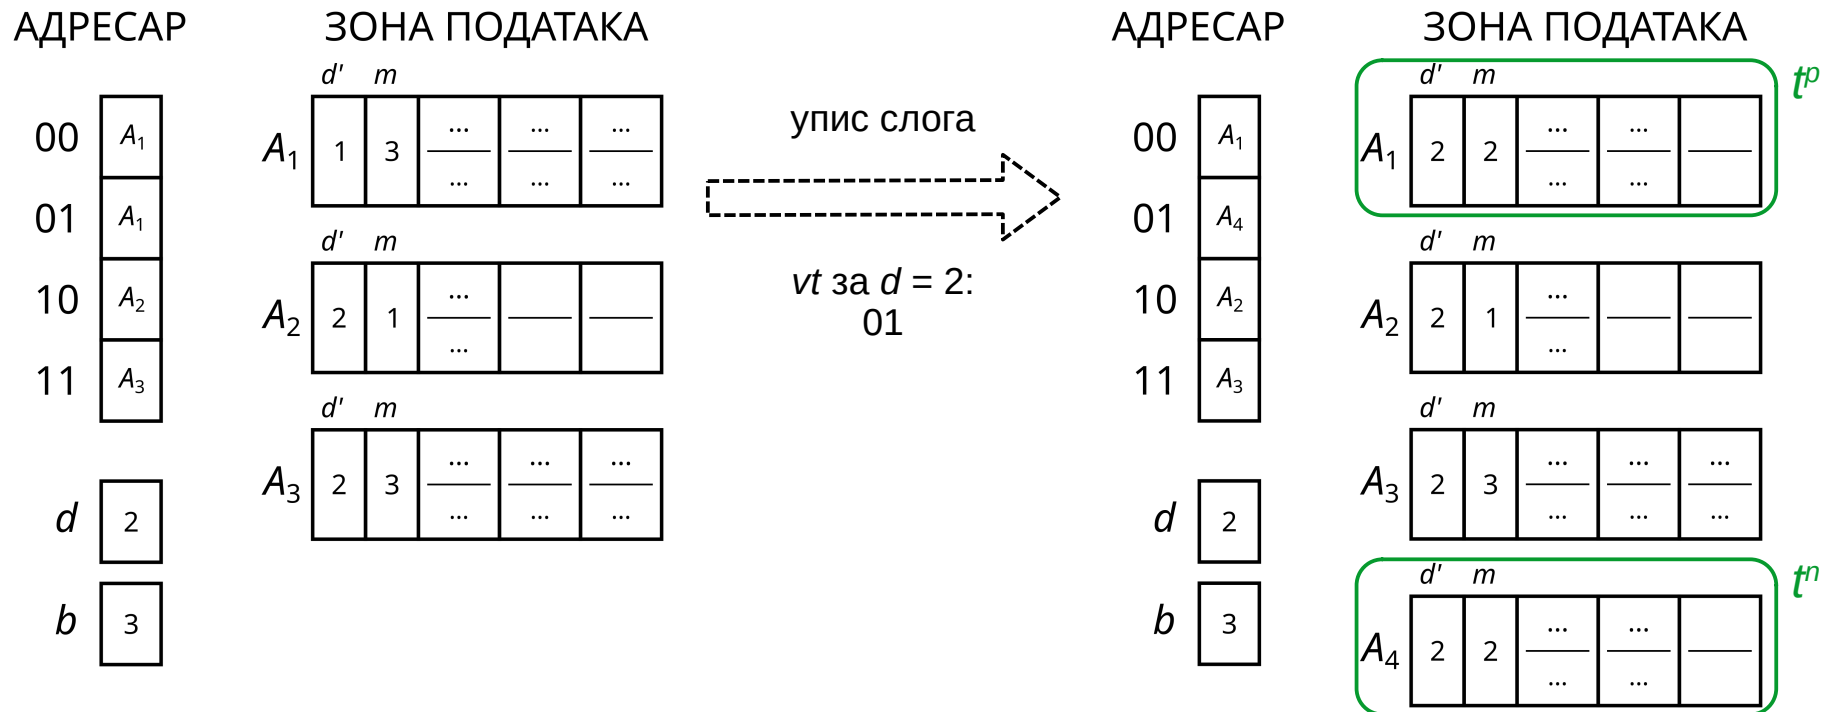 АДРЕСАР ЗОНА ПОДАТАКА
d' m
00 A1
A1 1 3 ... ... ...
... ... ...
01 A1
d' m
10 A2
A2 2 1 ...
...
11 A3
d' m
A3 2 3 ... ... ...
... ... ...
d 2
b 3
упис слога
vt за d = 2:
01
АДРЕСАР ЗОНА ПОДАТАКА
d' m tp
00 A1
A1 2 2 ... ...
... ...
01 A4
d' m
10 A2
A2 2 1 ...
...
11 A3
d' m
A3 2 3 ... ... ...
... ... ...
d 2
d' m tn
b 3
A4 2 2 ... ...
... ...